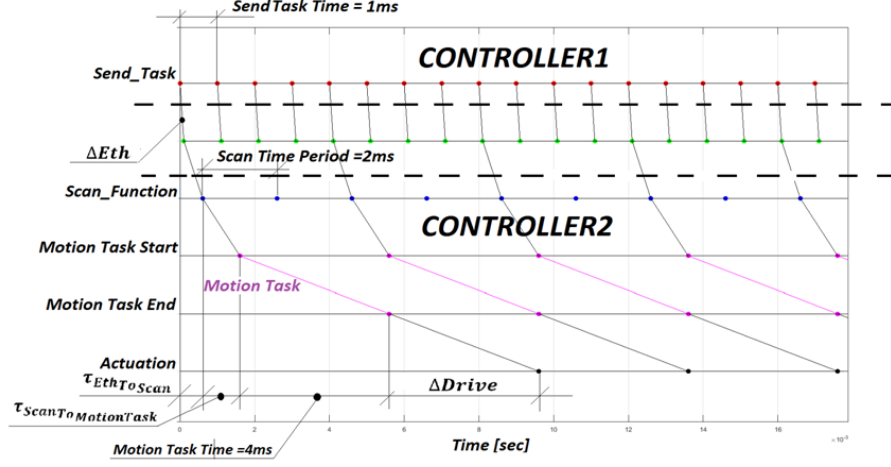 Send Task Time = 1ms
CONTROLLER1
Send_Task
ΔEth
Scan Time Period =2ms
Scan_Function
CONTROLLER2
Motion Task Start
Motion Task
Motion Task End
Actuation
τEthToScan
ΔDrive
τScanToMotionTask
0 2 4 6 8 10 12 14 16
×10⁻³
Motion Task Time =4ms
Time [sec]